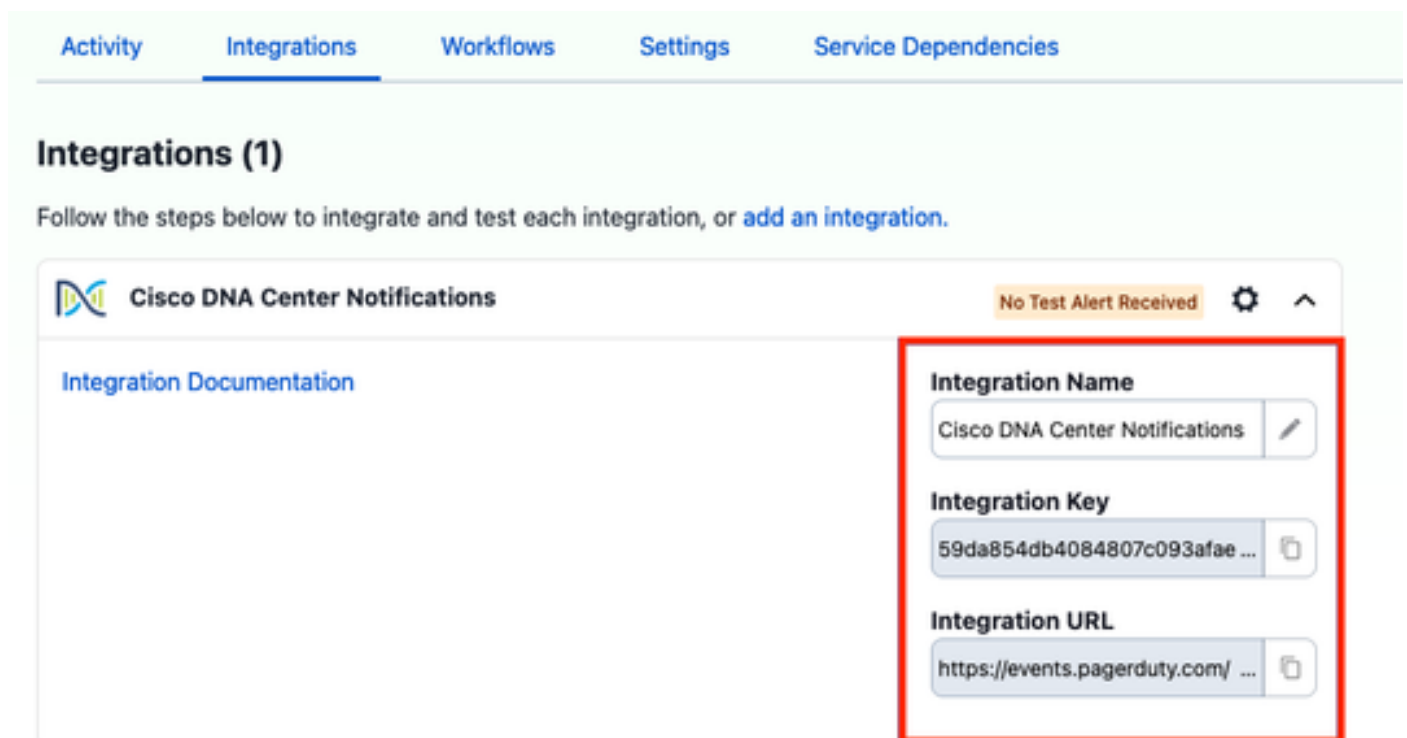 Activity Integrations Workflows Settings Service Dependencies
Integrations (1)
Follow the steps below to integrate and test each integration, or add an integration.
Cisco DNA Center Notifications No Test Alert Received
Integration Documentation
Integration Name
Cisco DNA Center Notifications
Integration Key
59da854db4084807c093afae ...
Integration URL
https://events.pagerduty.com/ ...